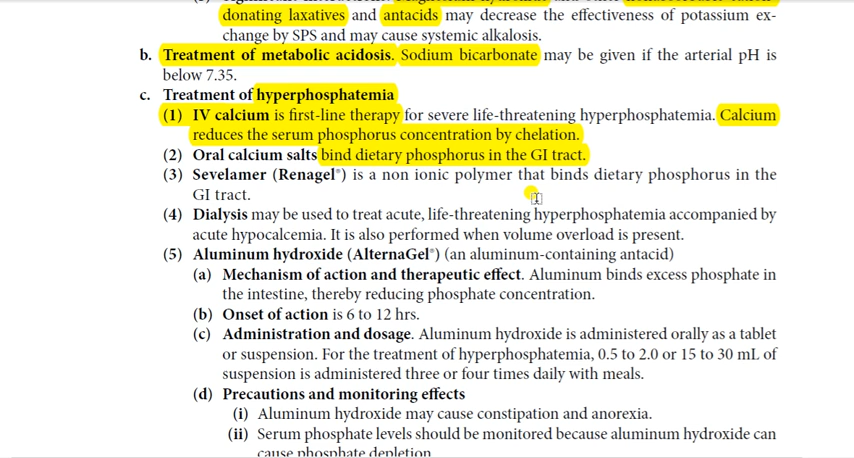 donating laxatives and antacids may decrease the effectiveness of potassium ex-
change by SPS and may cause systemic alkalosis.
b. Treatment of metabolic acidosis. Sodium bicarbonate may be given if the arterial pH is
below 7.35.
c. Treatment of hyperphosphatemia
(1) IV calcium is first-line therapy for severe life-threatening hyperphosphatemia. Calcium
reduces the serum phosphorus concentration by chelation.
(2) Oral calcium salts bind dietary phosphorus in the GI tract.
(3) Sevelamer (Renagel®) is a non ionic polymer that binds dietary phosphorus in the
GI tract.
(4) Dialysis may be used to treat acute, life-threatening hyperphosphatemia accompanied by
acute hypocalcemia. It is also performed when volume overload is present.
(5) Aluminum hydroxide (AlternaGel®) (an aluminum-containing antacid)
(a) Mechanism of action and therapeutic effect. Aluminum binds excess phosphate in
the intestine, thereby reducing phosphate concentration.
(b) Onset of action is 6 to 12 hrs.
(c) Administration and dosage. Aluminum hydroxide is administered orally as a tablet
or suspension. For the treatment of hyperphosphatemia, 0.5 to 2.0 or 15 to 30 mL of
suspension is administered three or four times daily with meals.
(d) Precautions and monitoring effects
(i) Aluminum hydroxide may cause constipation and anorexia.
(ii) Serum phosphate levels should be monitored because aluminum hydroxide can
cause phosphate depletion